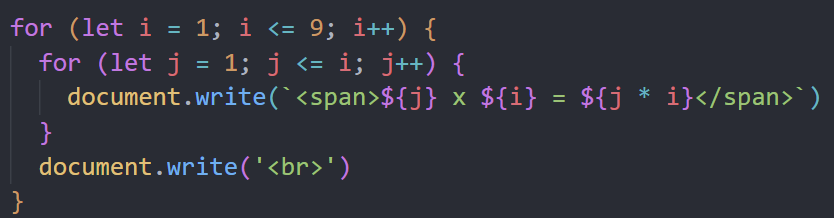 for (let i = 1; i <= 9; i++) {
  for (let j = 1; j <= i; j++) {
    document.write(`<span>${j} x ${i} = ${j * i}</span>`)
  }
  document.write('<br>')
}